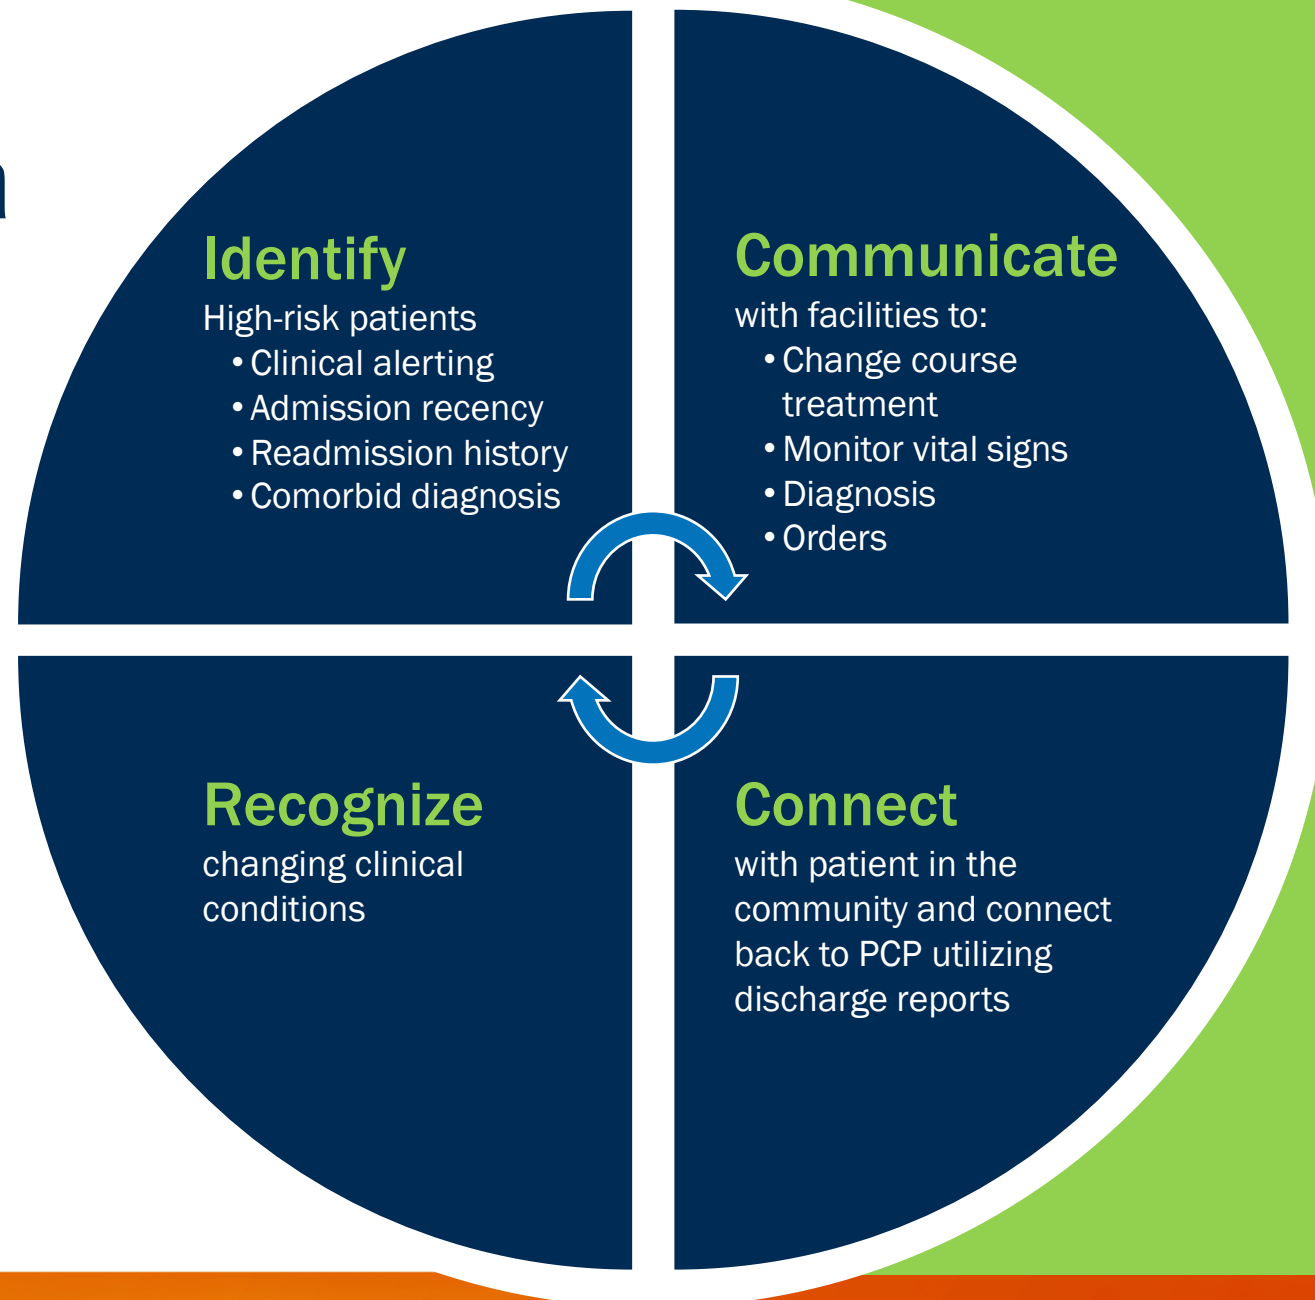 Identify
High-risk patients
• Clinical alerting
• Admission recency
• Readmission history
• Comorbid diagnosis
Communicate
with facilities to:
• Change course
treatment
• Monitor vital signs
• Diagnosis
• Orders
Recognize
changing clinical
conditions
Connect
with patient in the
community and connect
back to PCP utilizing
discharge reports